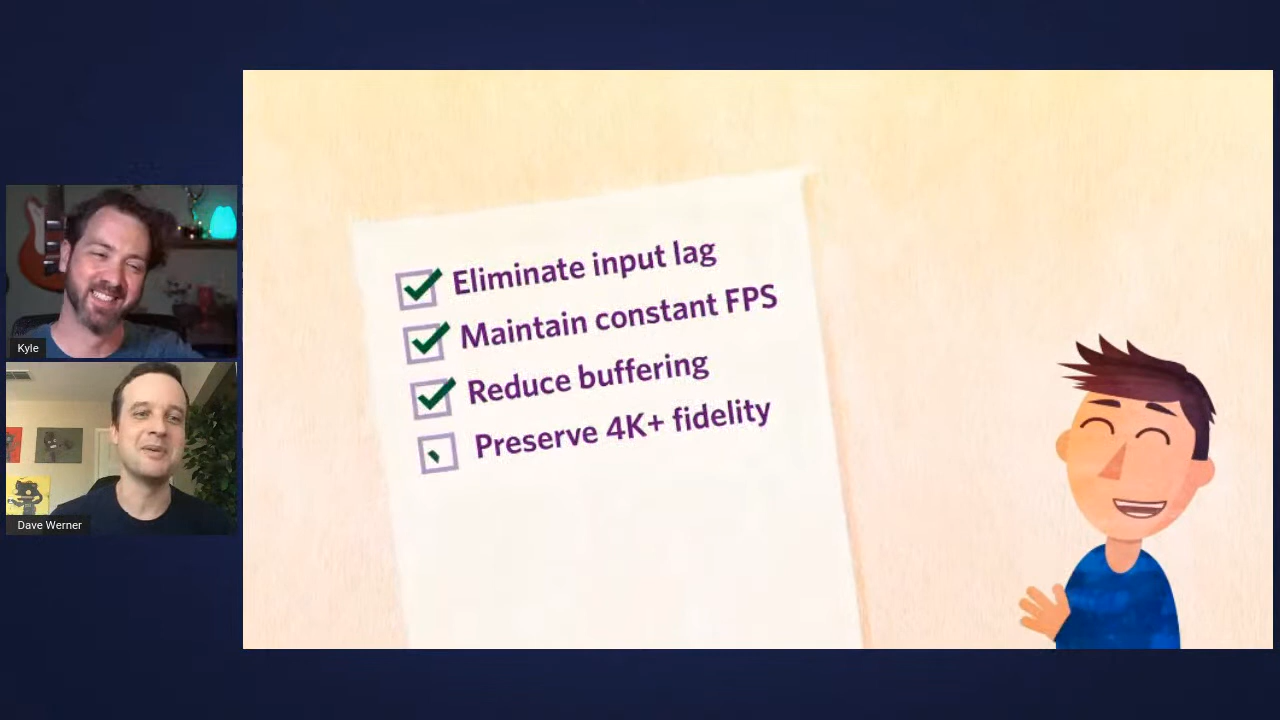 Kyle
Dave Werner
Eliminate input lag
Maintain constant FPS
Reduce buffering
Preserve 4K+ fidelity